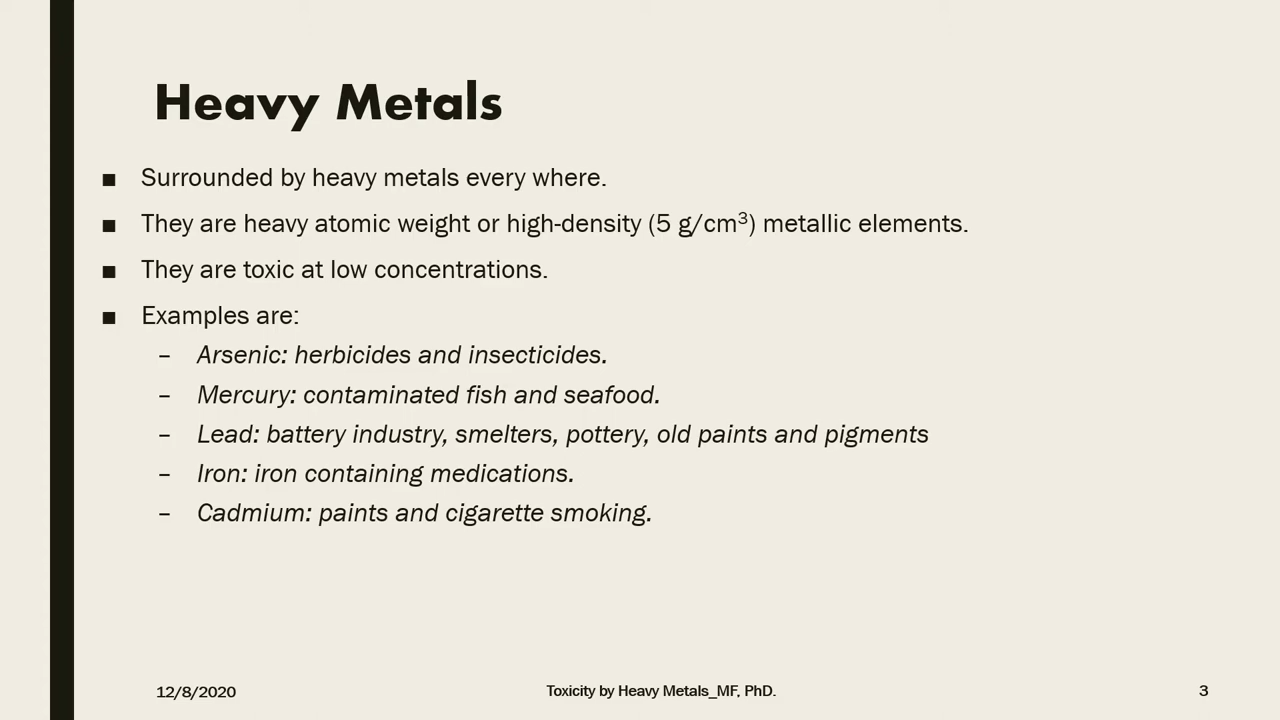 Heavy Metals
■ Surrounded by heavy metals every where.
■ They are heavy atomic weight or high-density (5 g/cm³) metallic elements.
■ They are toxic at low concentrations.
■ Examples are:
– Arsenic: herbicides and insecticides.
– Mercury: contaminated fish and seafood.
– Lead: battery industry, smelters, pottery, old paints and pigments
– Iron: iron containing medications.
– Cadmium: paints and cigarette smoking.
12/8/2020 Toxicity by Heavy Metals_MF, PhD. 3